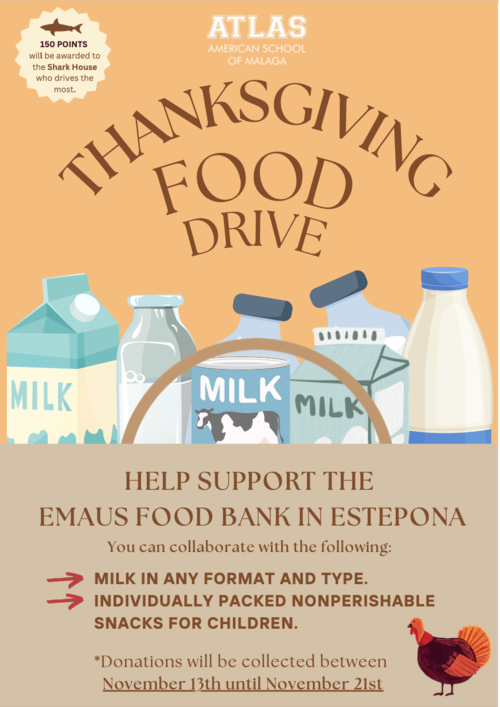 150 POINTS
will be awarded to
the Shark House
who drives the
most.
ATLAS
AMERICAN SCHOOL
OF MALAGA
THANKSGIVING
FOOD
DRIVE
MILK
MILK
MILK
HELP SUPPORT THE
EMAUS FOOD BANK IN ESTEPONA
You can collaborate with the following:
MILK IN ANY FORMAT AND TYPE.
INDIVIDUALLY PACKED NONPERISHABLE
SNACKS FOR CHILDREN.
*Donations will be collected between
November 13th until November 21st